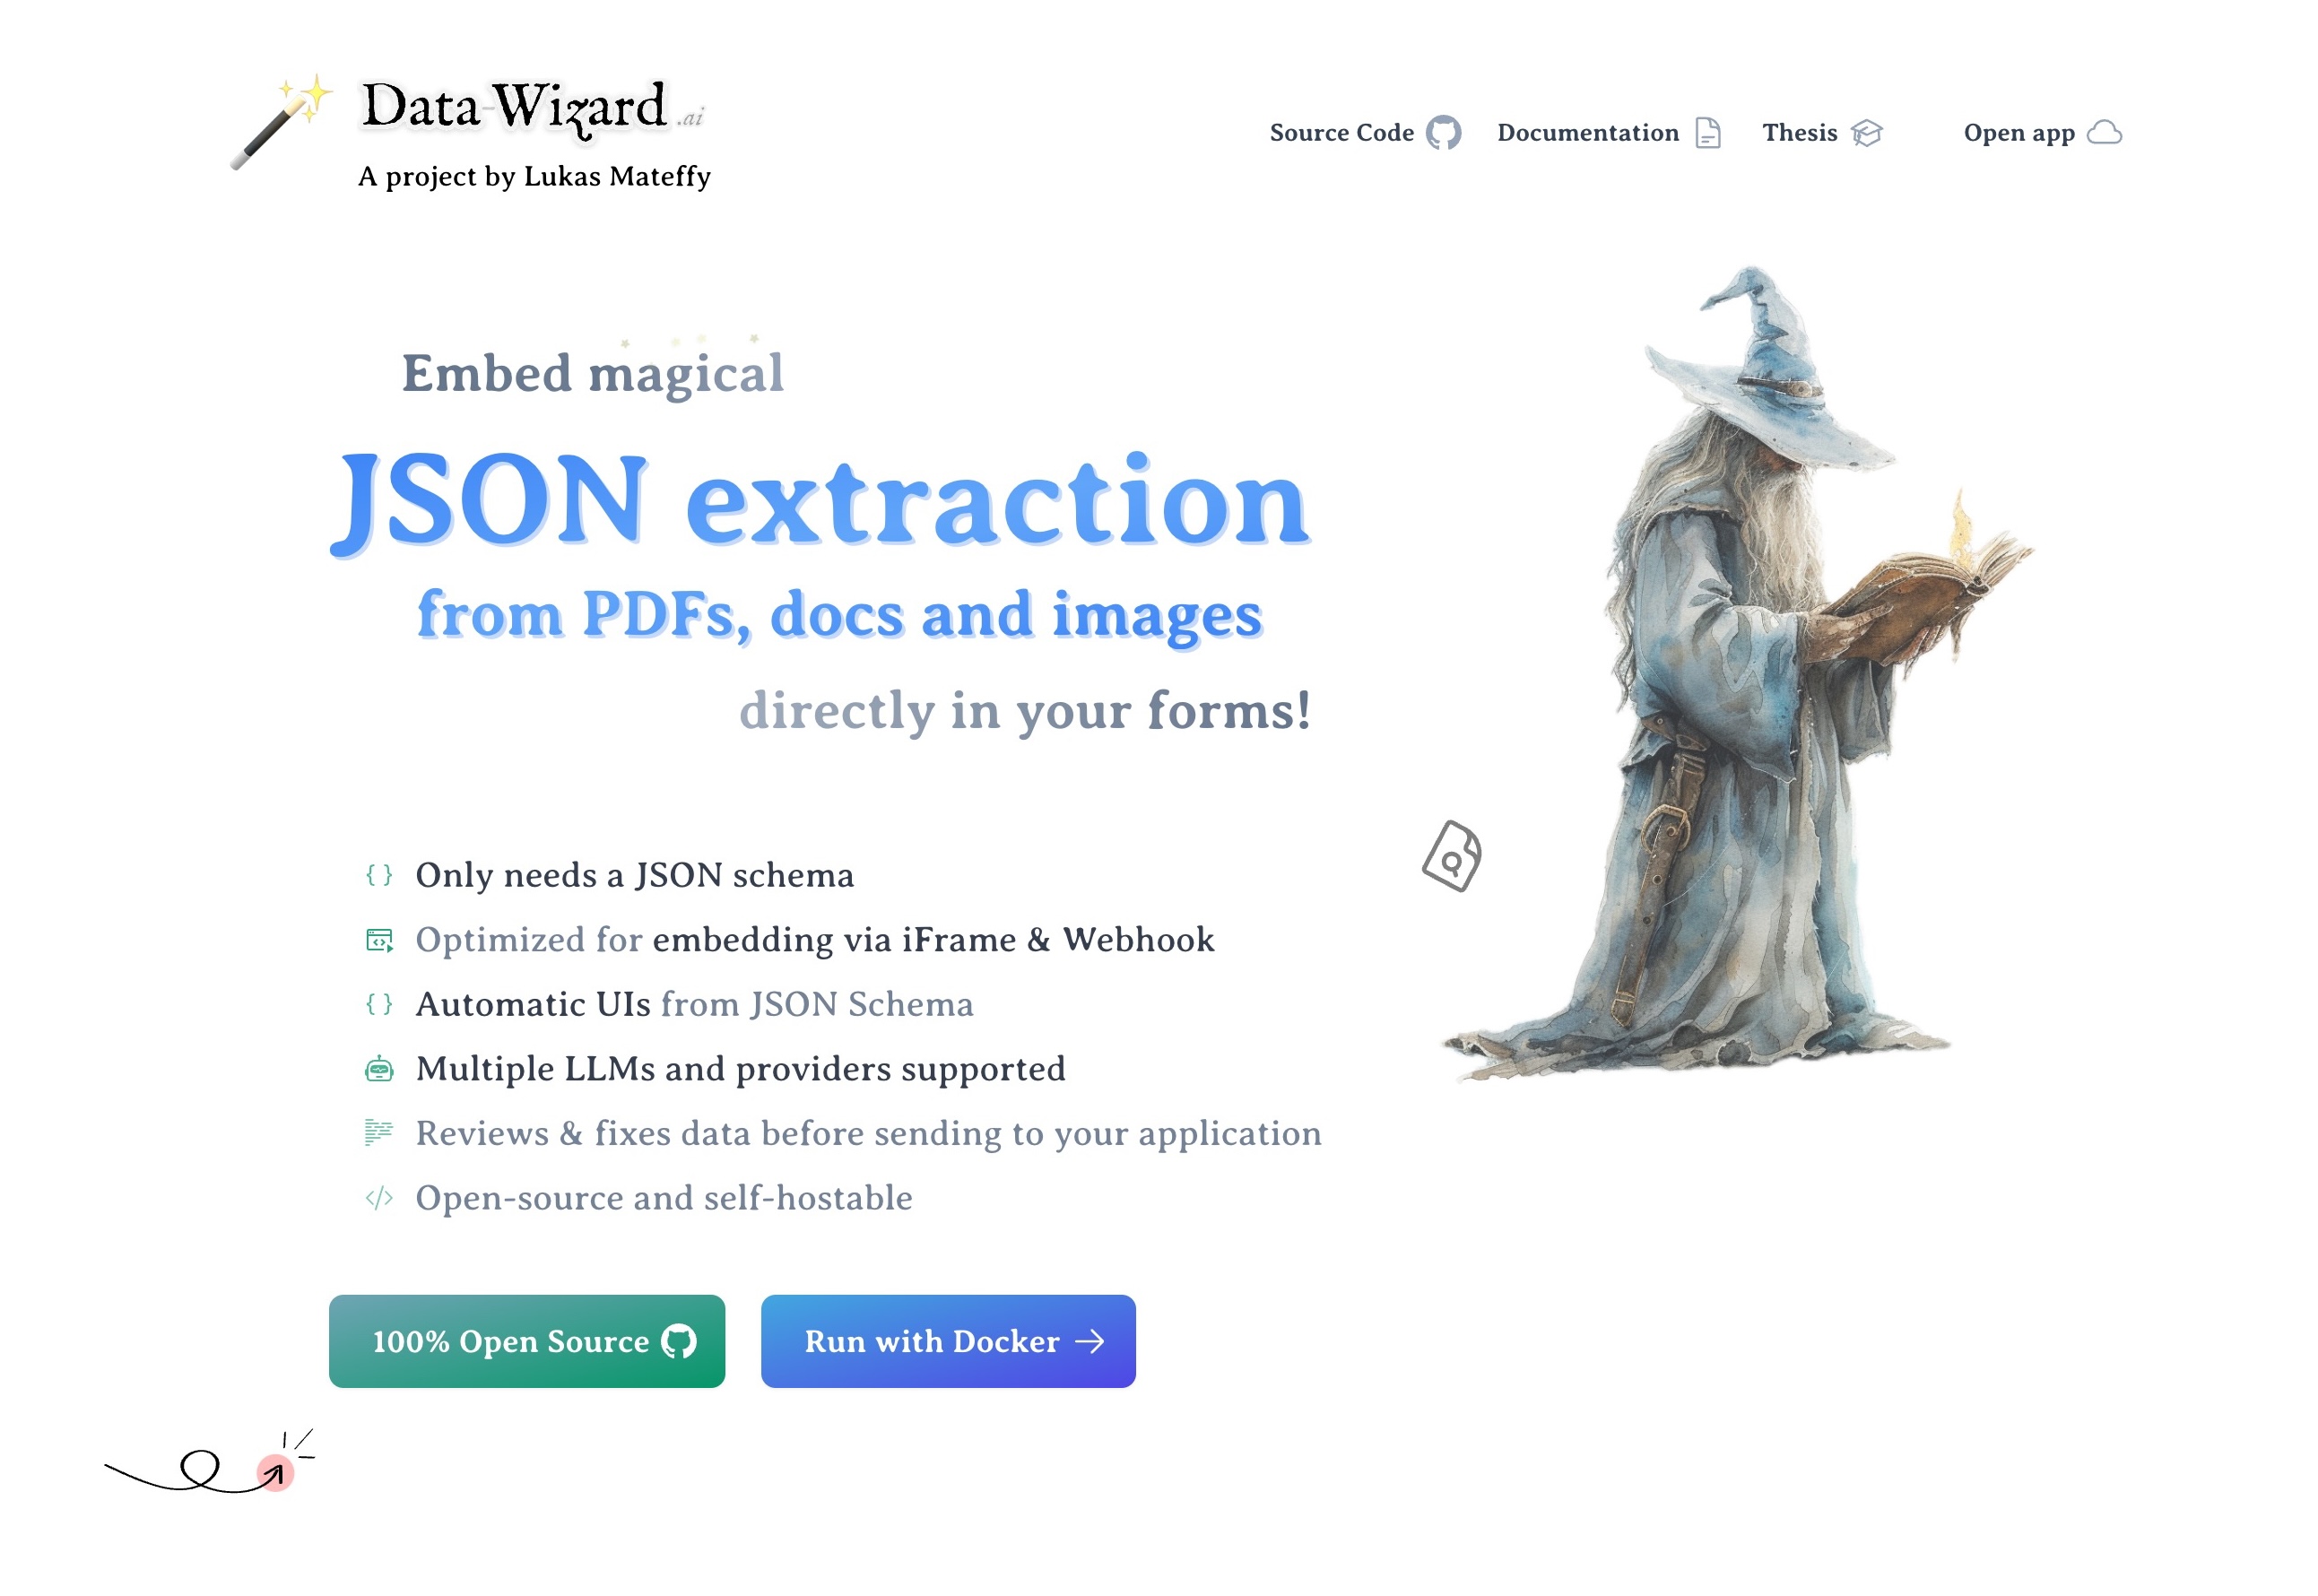 Data-Wizard.ai
A project by Lukas Mateffy
Source Code
Documentation
Thesis
Open app
Embed magical
JSON extraction
from PDFs, docs and images
directly in your forms!
{ } Only needs a JSON schema
Optimized for embedding via iFrame & Webhook
{ } Automatic UIs from JSON Schema
Multiple LLMs and providers supported
Reviews & fixes data before sending to your application
</> Open-source and self-hostable
100% Open Source
Run with Docker →